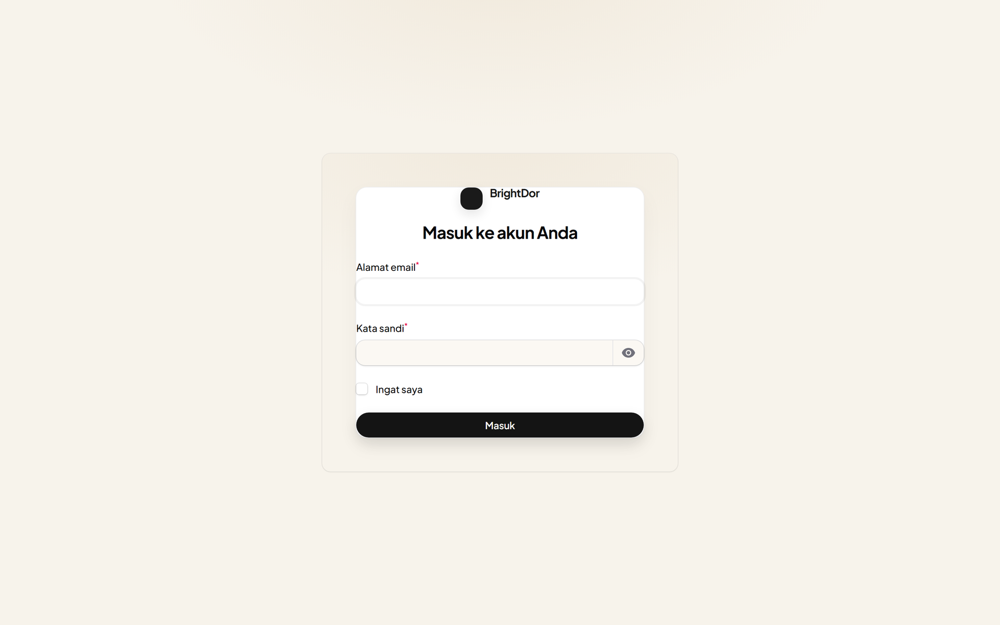 BrightDor
Masuk ke akun Anda
Alamat email*
Kata sandi*
Ingat saya
Masuk